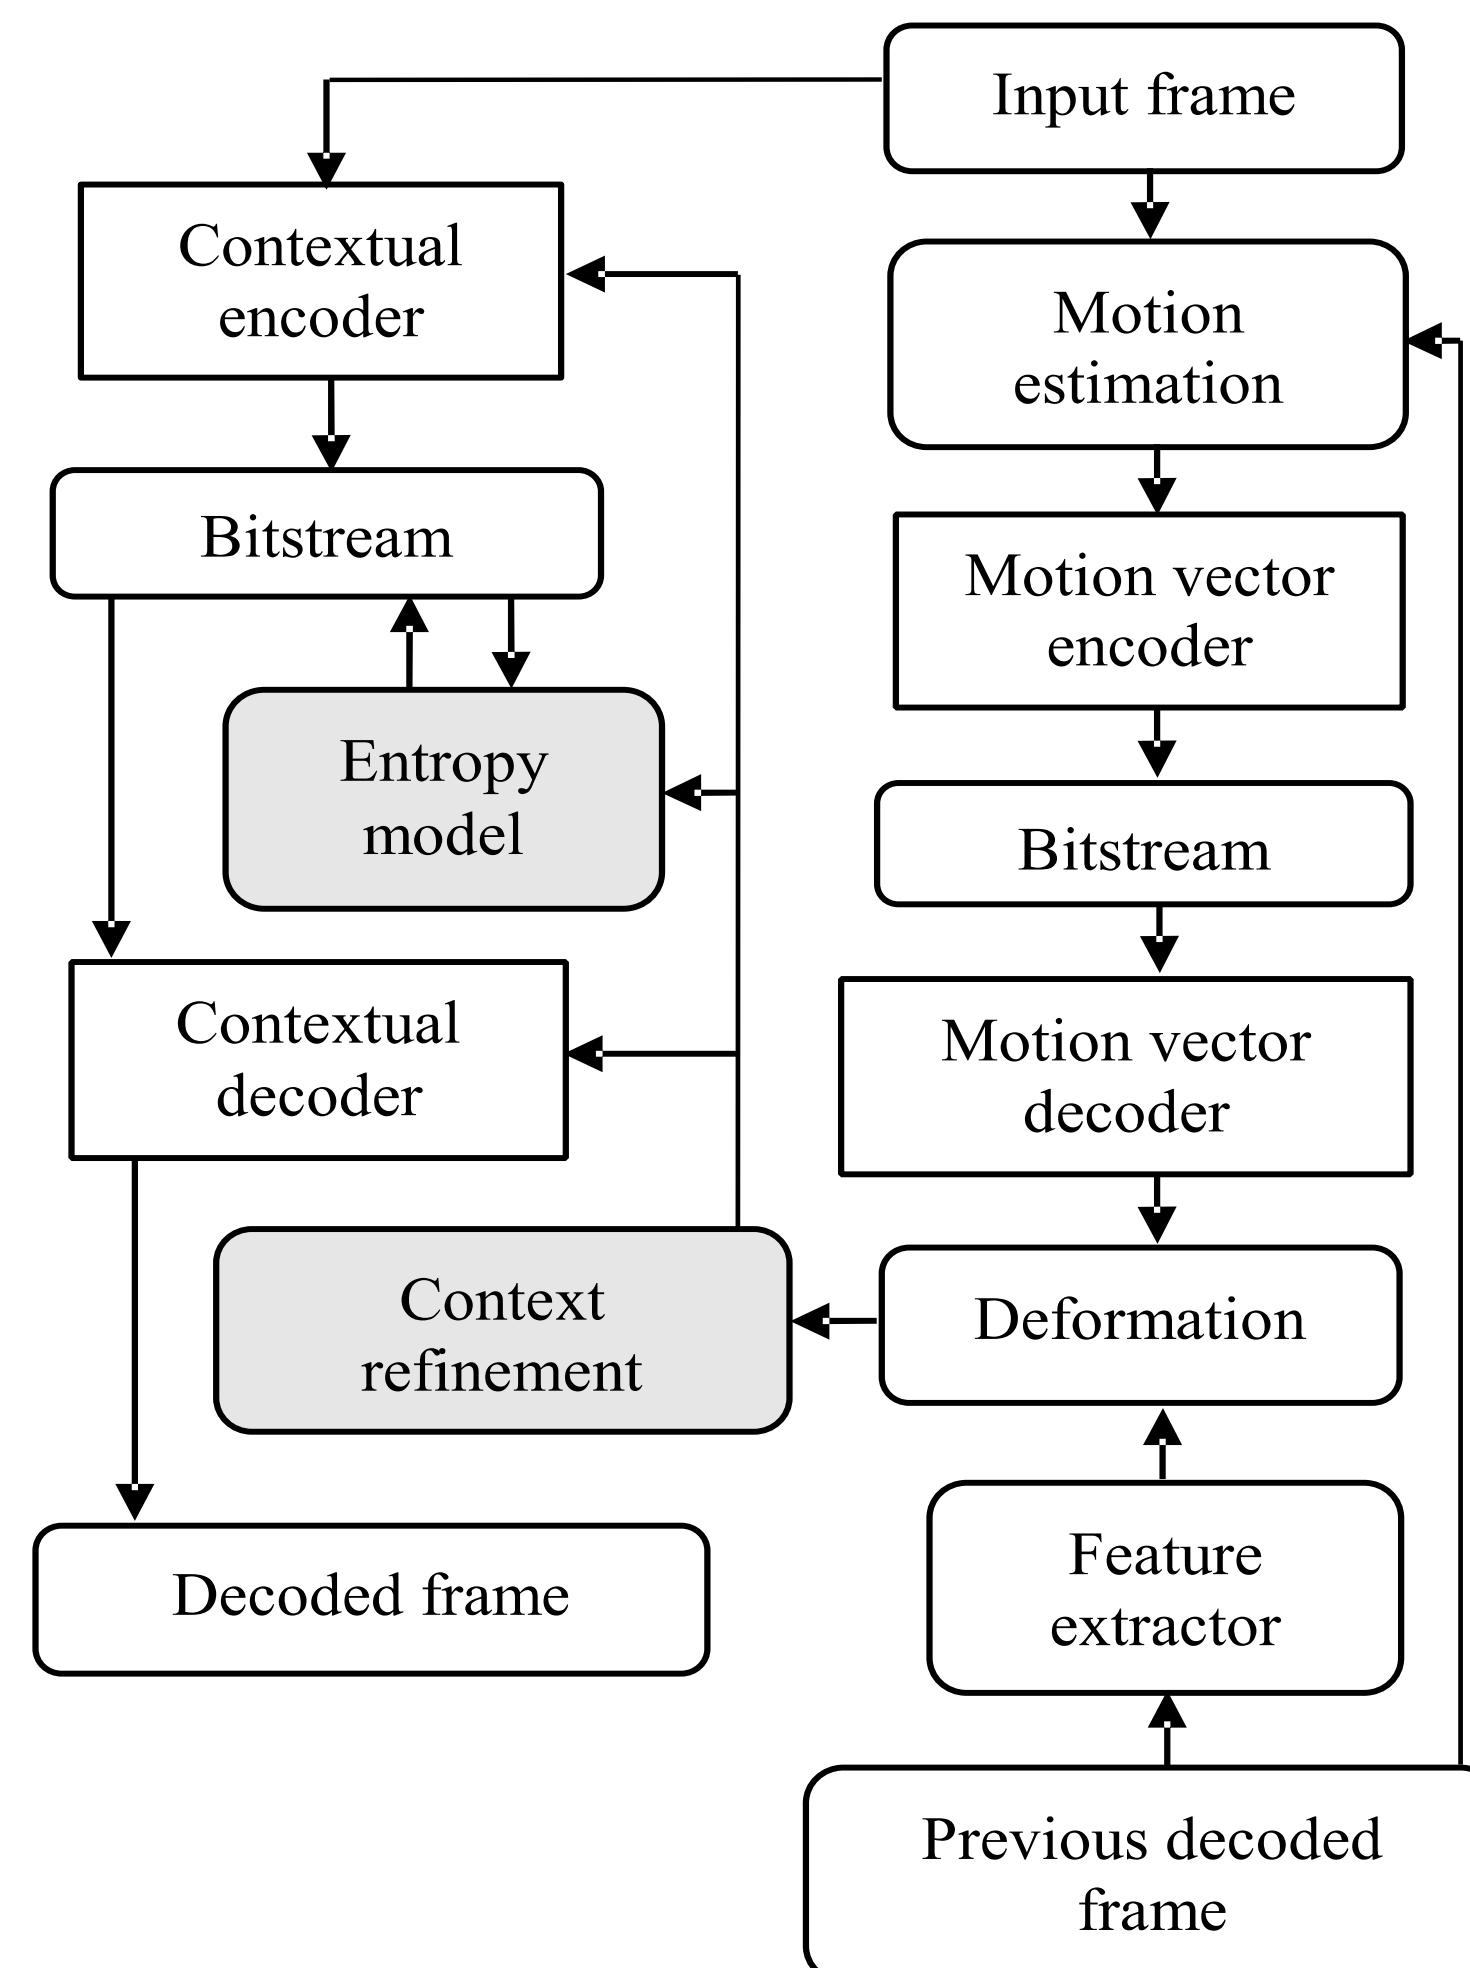 Input frame
Contextual
encoder
Motion
estimation
Bitstream
Motion vector
encoder
Entropy
model
Bitstream
Contextual
decoder
Motion vector
decoder
Context
refinement
Deformation
Decoded frame
Feature
extractor
Previous decoded
frame